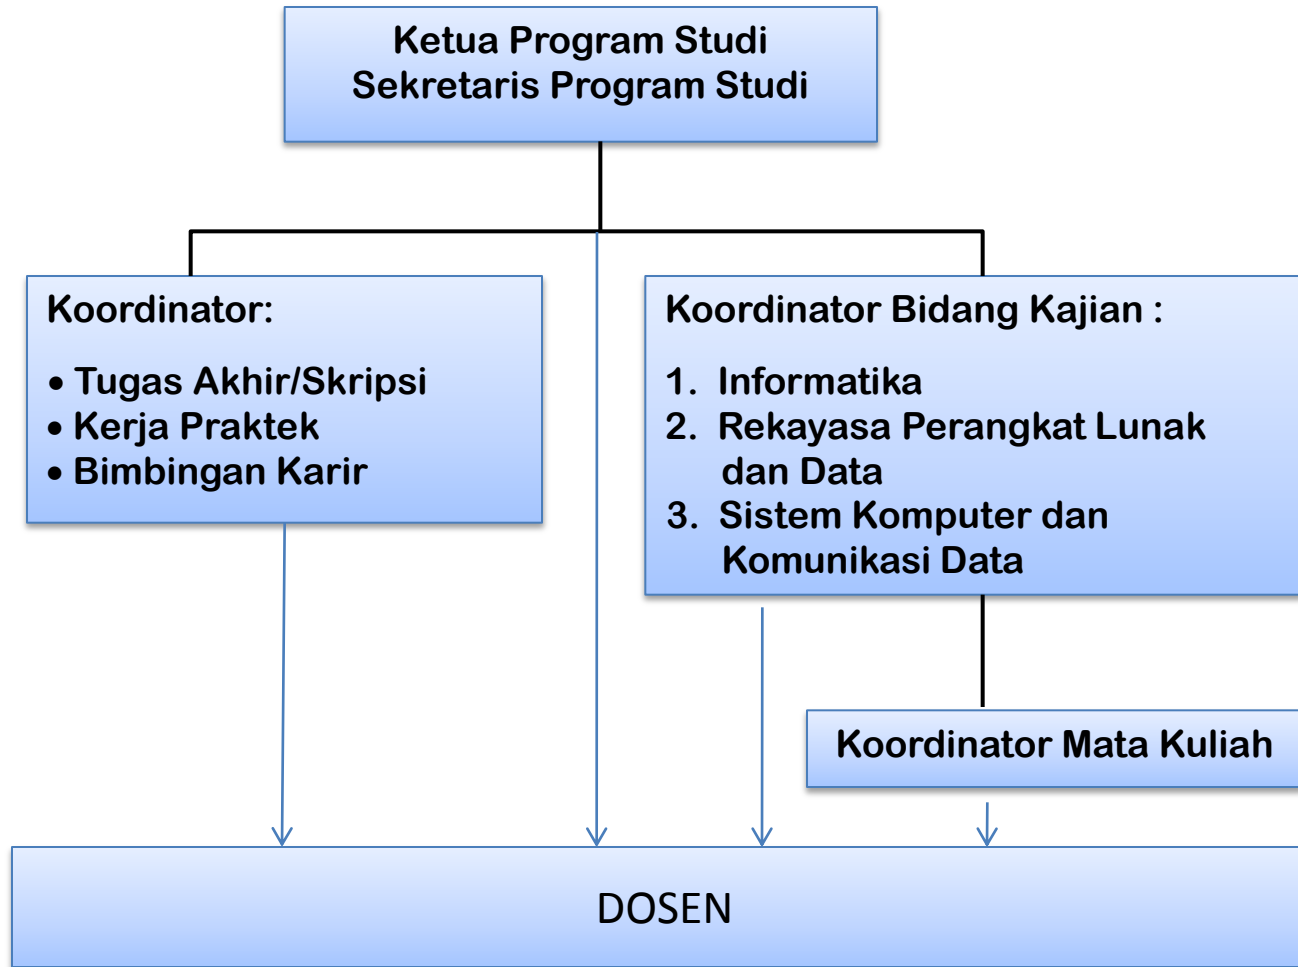 Ketua Program Studi
Sekretaris Program Studi
Koordinator:
• Tugas Akhir/Skripsi
• Kerja Praktek
• Bimbingan Karir
Koordinator Bidang Kajian :
1. Informatika
2. Rekayasa Perangkat Lunak
dan Data
3. Sistem Komputer dan
Komunikasi Data
Koordinator Mata Kuliah
DOSEN